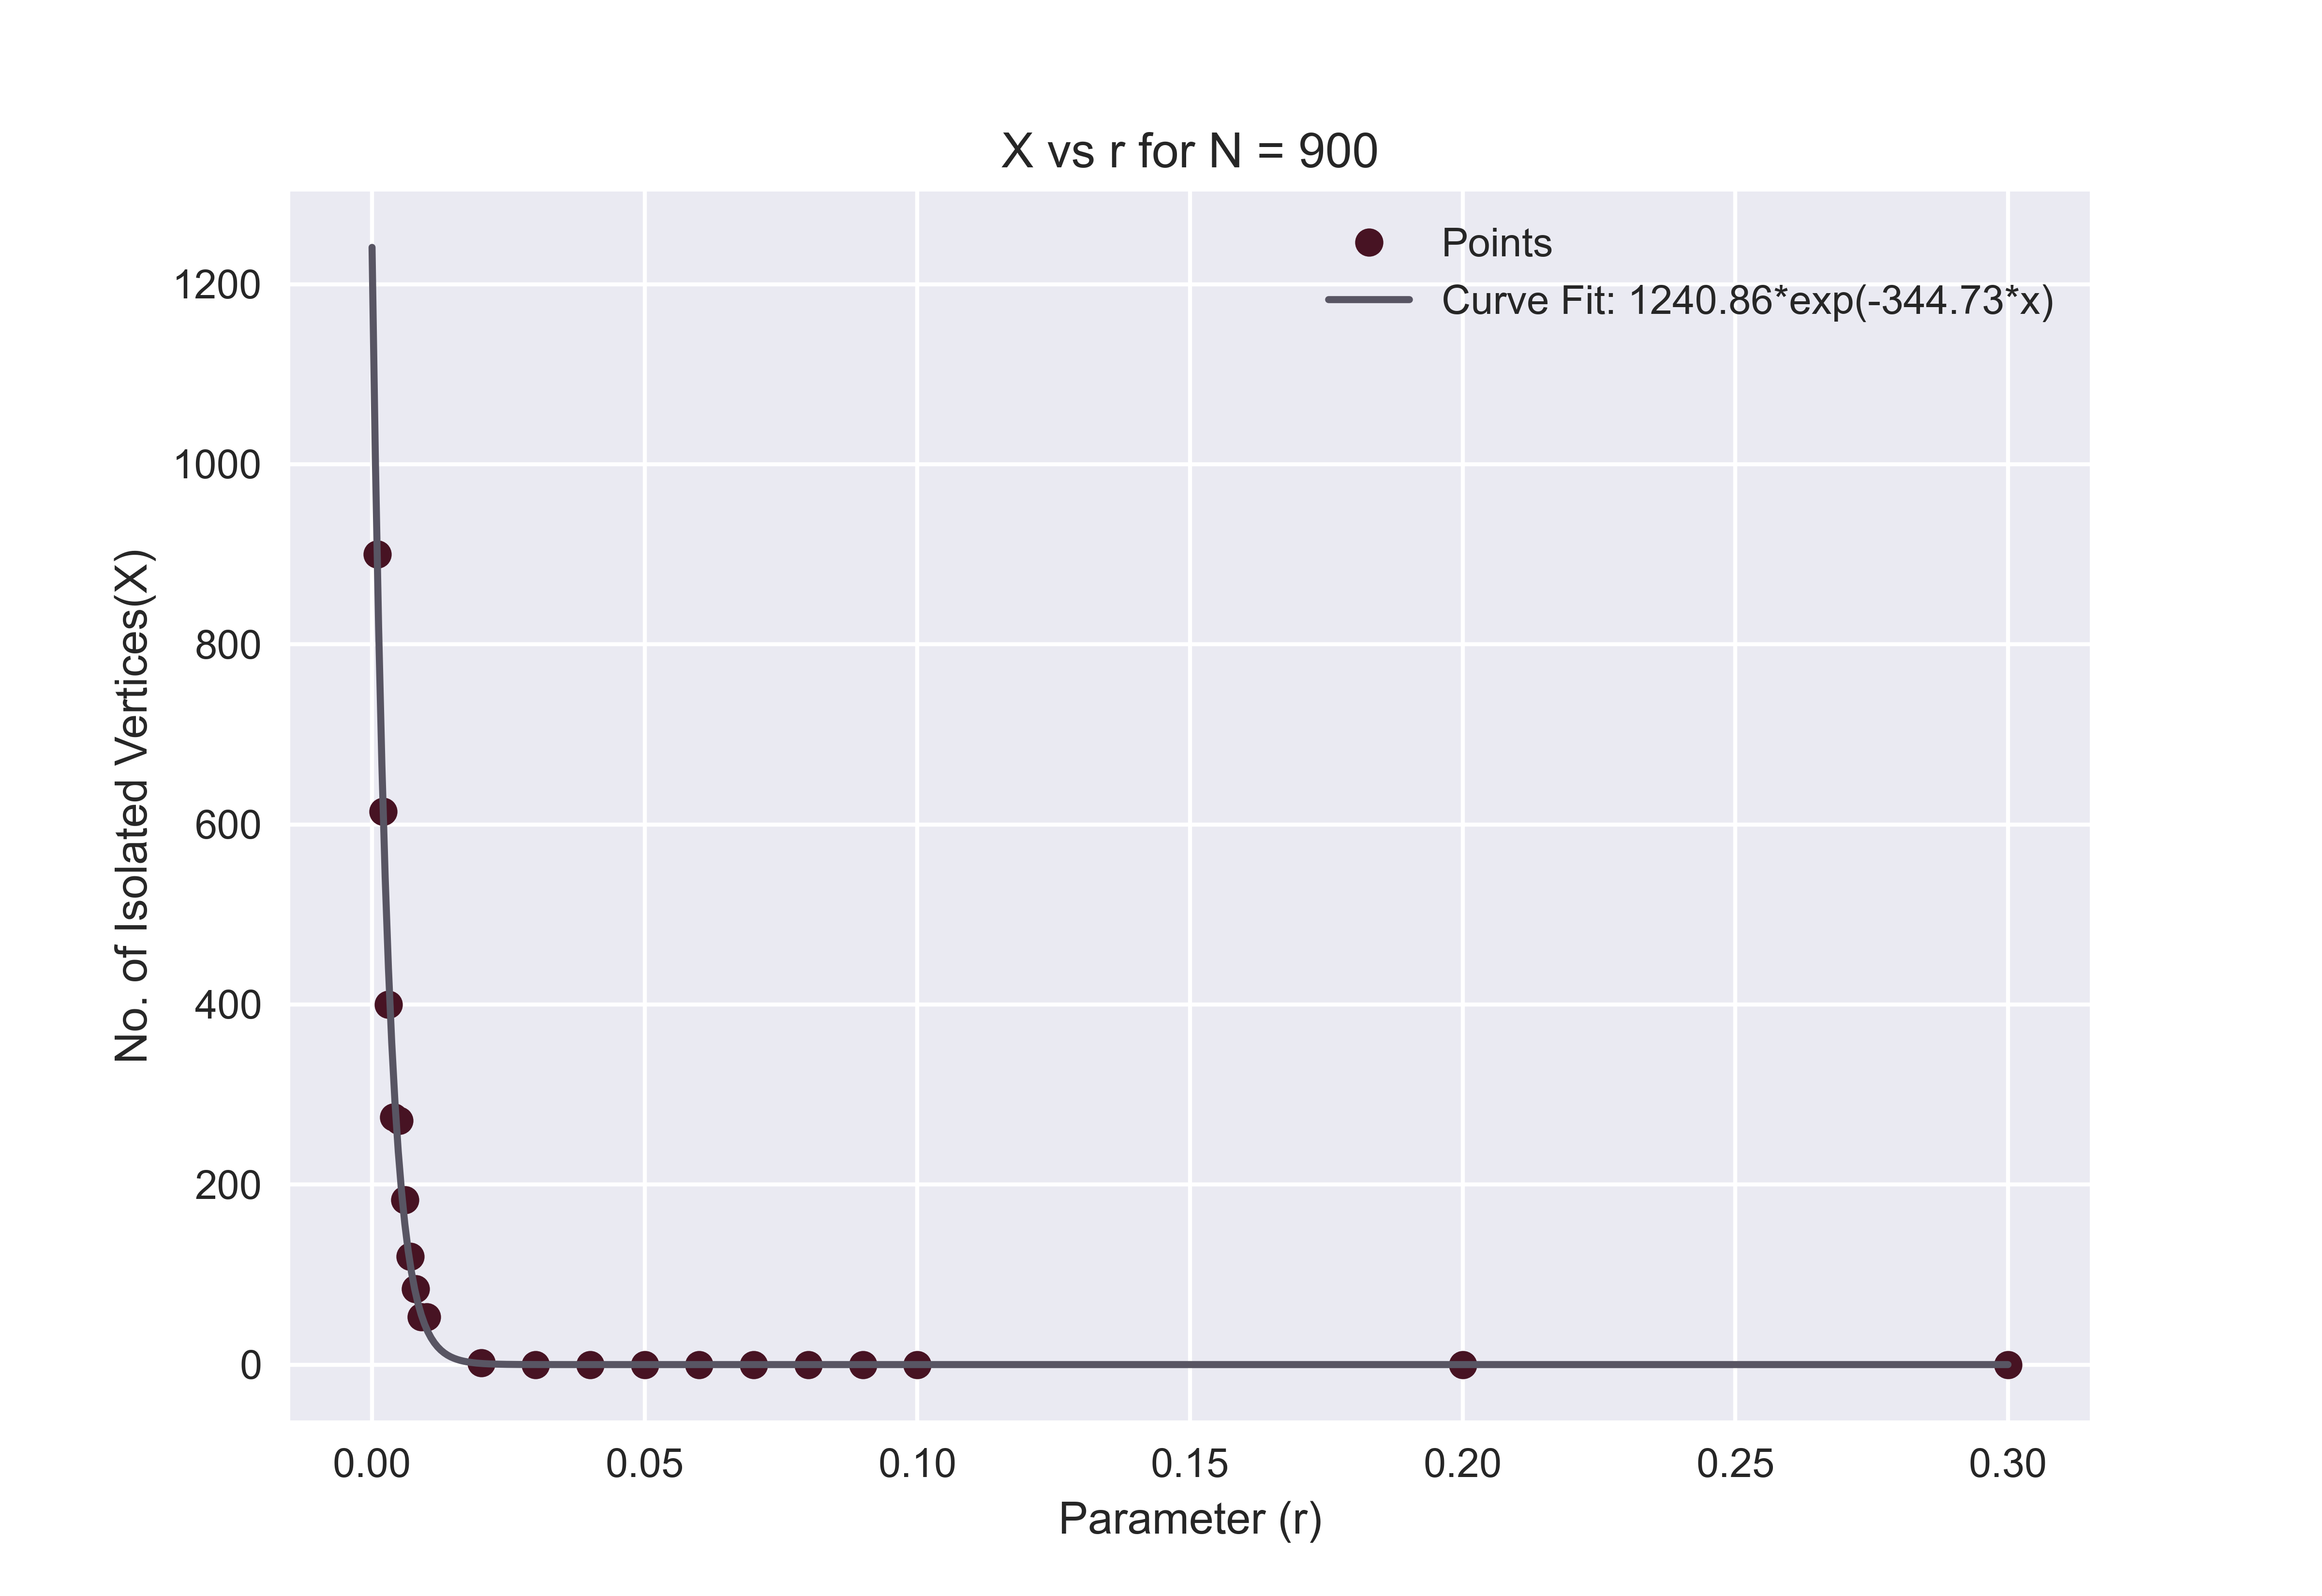 X vs r for N = 900
Points
Curve Fit: 1240.86*exp(-344.73*x)
No. of Isolated Vertices(X)
1200
1000
800
600
400
200
0
0.00 0.05 0.10 0.15 0.20 0.25 0.30
Parameter (r)